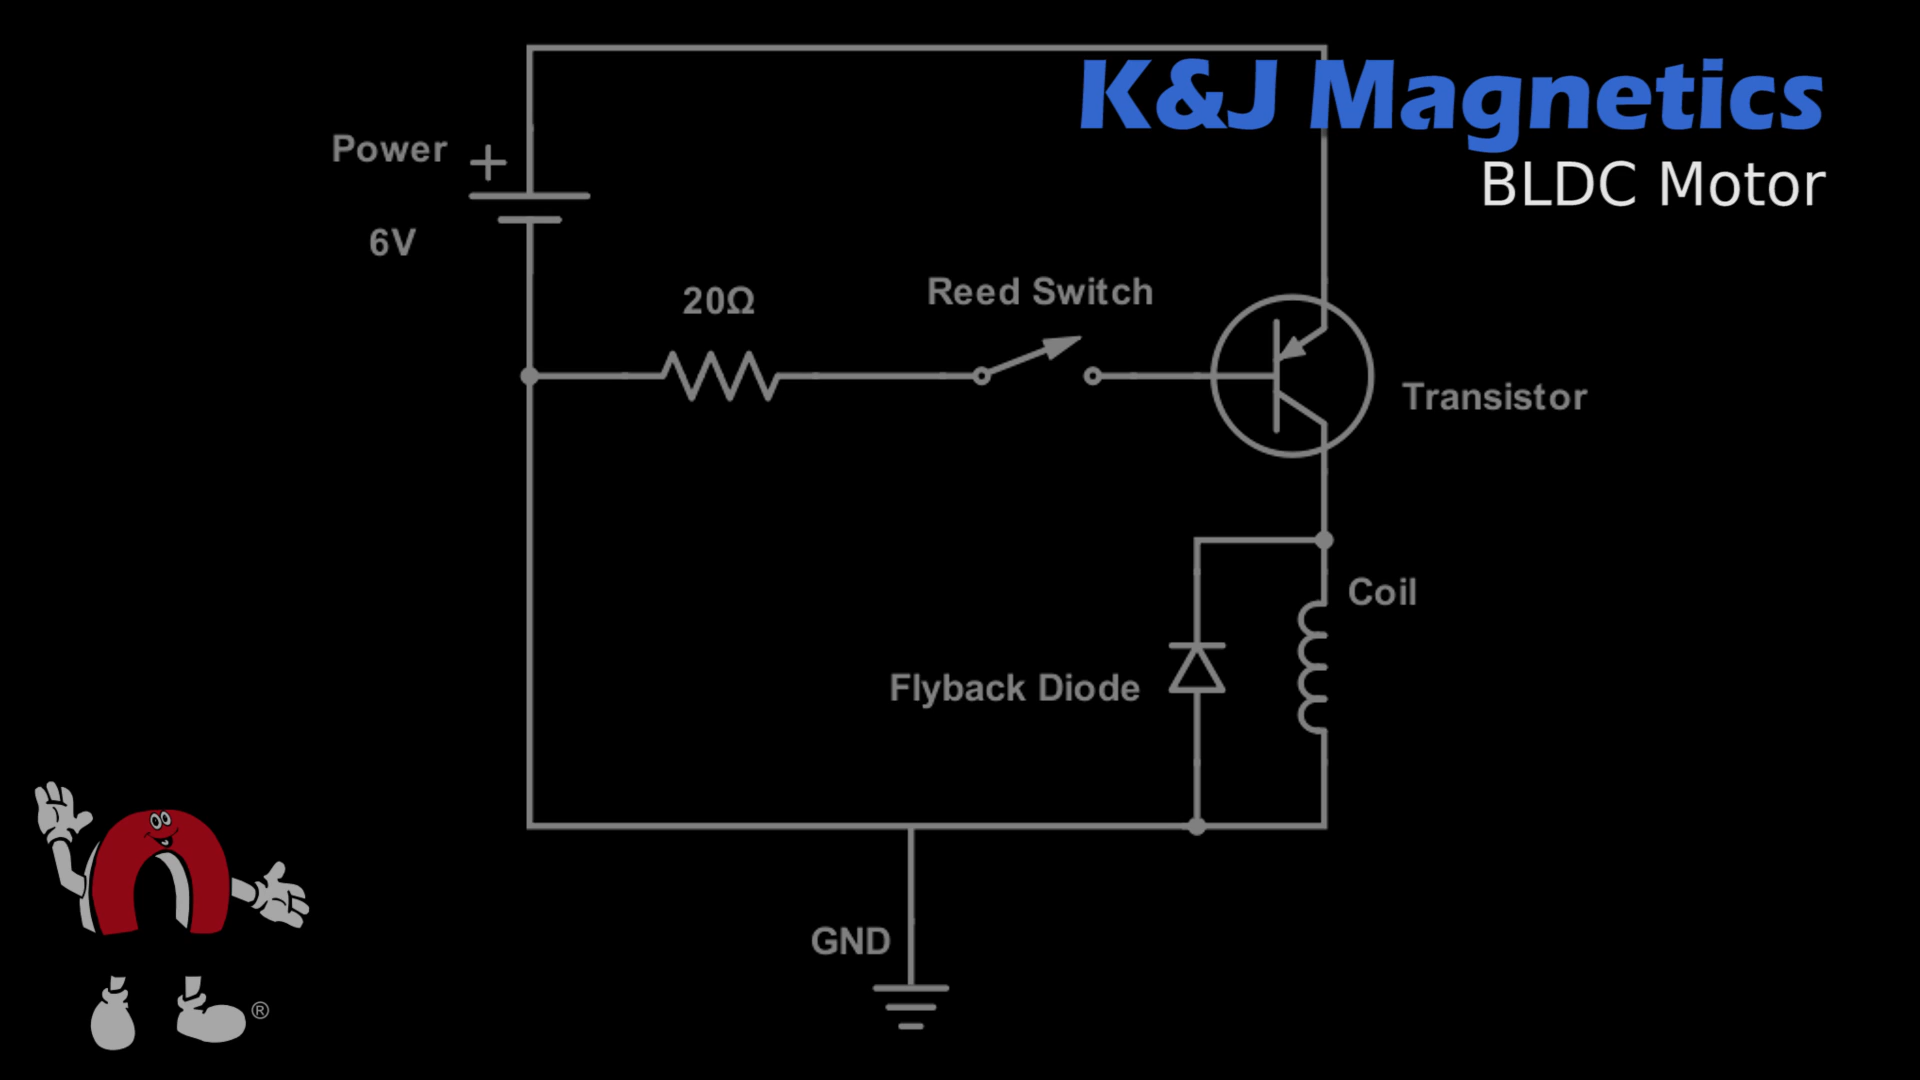 K&J Magnetics
BLDC Motor
Power
+
6V
20Ω
Reed Switch
Transistor
Coil
Flyback Diode
GND
®